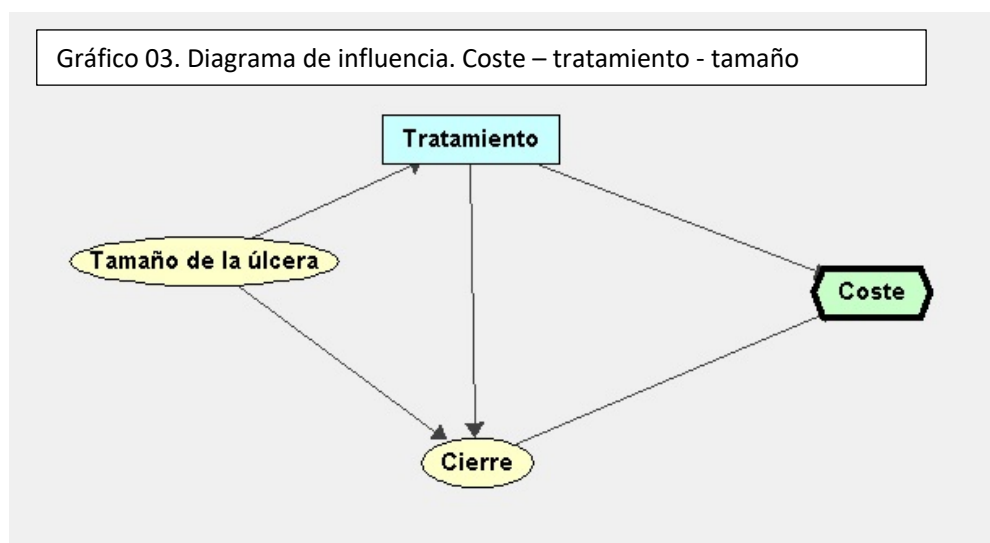 Gráfico 03. Diagrama de influencia. Coste – tratamiento - tamaño
Tratamiento
Tamaño de la úlcera
Coste
Cierre